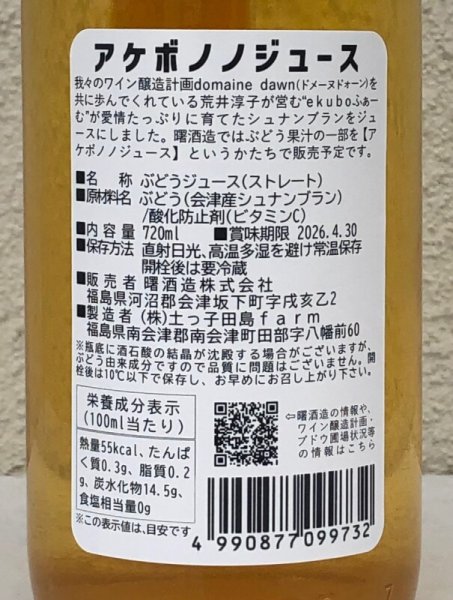 アケボノノジュース
我々のワイン醸造計画domaine dawn(ドメーヌドォーン)を
共に歩んでくれている荒井淳子が営む“ekuboふぁー
む”が愛情たっぷりに育てたシュナンブランをジュ
ースにしました。曙酒造ではぶどう果汁の一部を【ア
ケボノノジュース】というかたちで販売予定です。
■名　称 ぶどうジュース(ストレート)
■原材料名 ぶどう(会津産シュナンブラン)
/酸化防止剤(ビタミンC)
■内容量 720ml ■賞味期限 2026.4.30
■保存方法 直射日光、高温多湿を避け常温保存
開栓後は要冷蔵
■販売者 曙酒造株式会社
福島県河沼郡会津坂下町字戌亥乙2
■製造者 (株)土っ子田島farm
福島県南会津郡南会津町田部字八幡前60
※瓶底に酒石酸の結晶が沈殿する場合がございますが、
ぶどう由来成分ですので品質に問題はございません。開
栓後は10℃以下で保存し、お早めにお召し上がり下さい。
栄養成分表示
(100ml当たり)
熱量55kcal、たんぱ
く質0.3g、脂質0.2
g、炭水化物14.5g、
食塩相当量0g
※この表示値は、目安です
⇦曙酒造の情報や、
ワイン醸造計画・
ブドウ圃場状況等
の情報はこちら
4 990877 099732